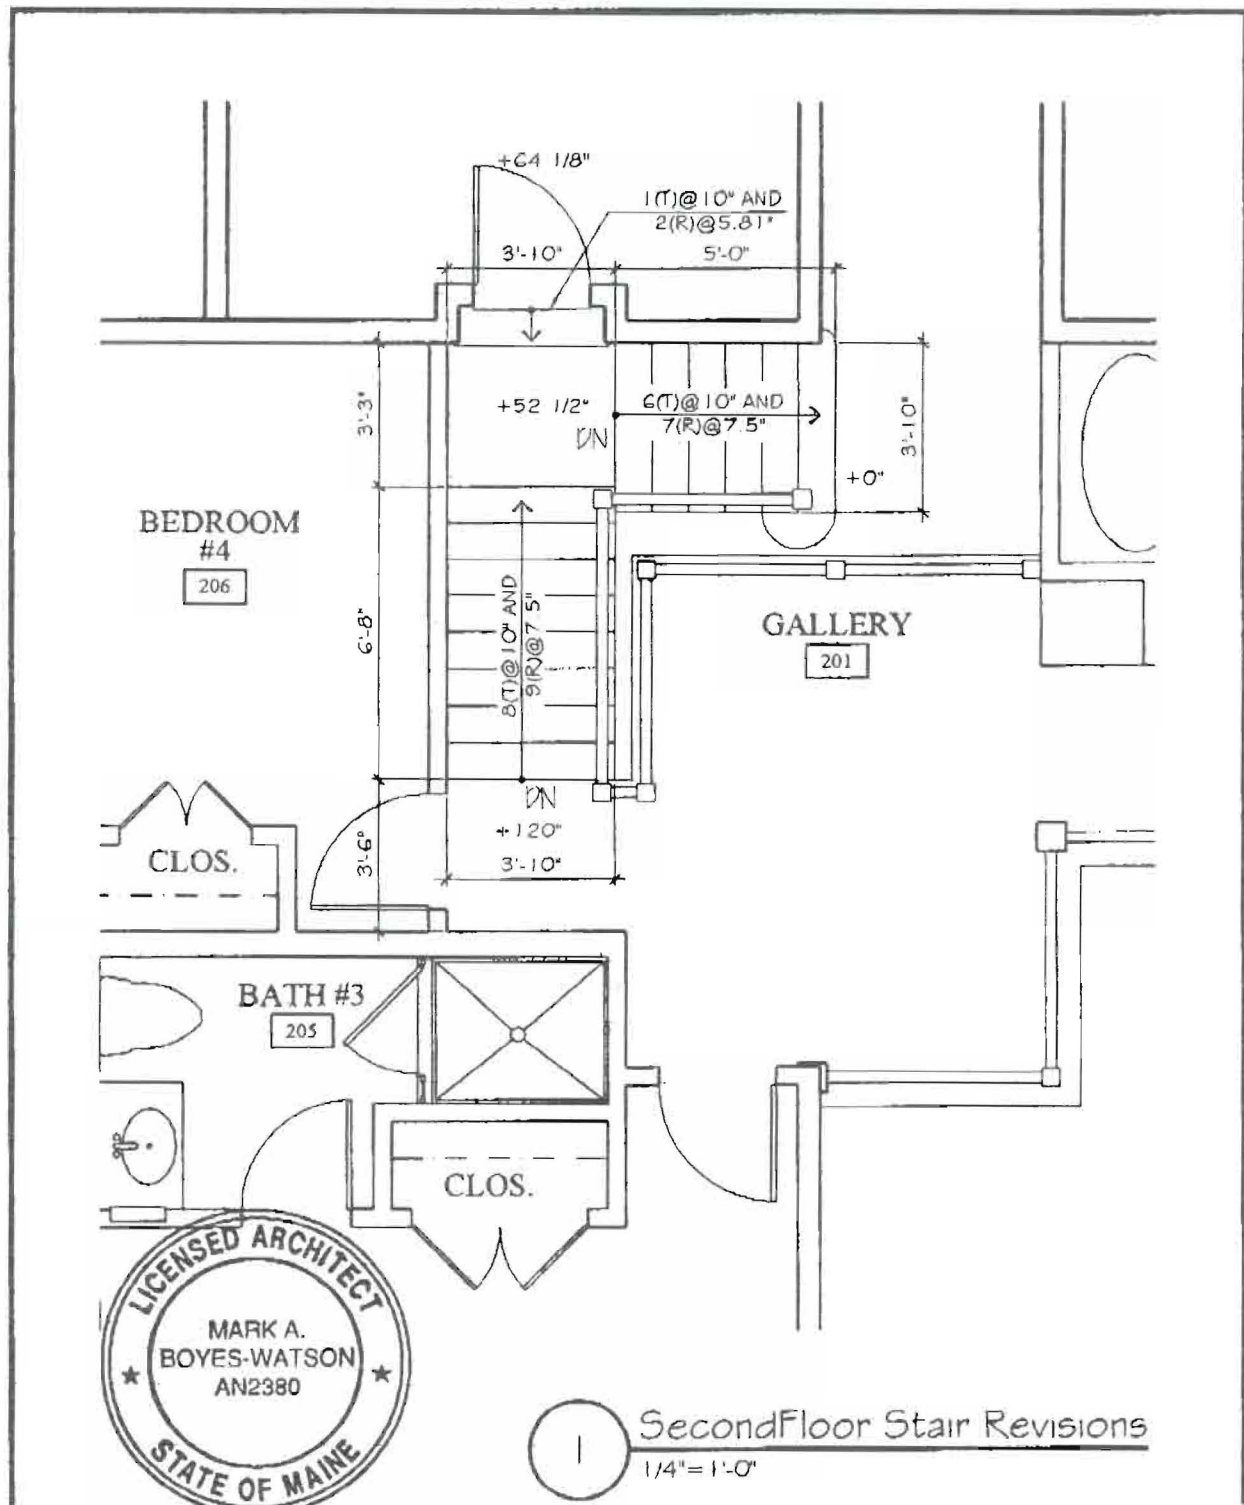 +64 1/8"
1(T)@10" AND
2(R)@5.81"
3'-10"
5'-0"
3'-3"
+52 1/2"
6(T)@10" AND
7(R)@7.5"
DN
3'-10"
+0"
BEDROOM
#4
206
6'-8"
8(T)@10" AND
9(R)@7.5"
GALLERY
201
DN
+120"
3'-10"
3'-6"
CLOS.
BATH #3
205
CLOS.
LICENSED ARCHITECT
MARK A.
BOYES-WATSON
AN2380
STATE OF MAINE
1
SecondFloor Stair Revisions
1/4"=1'-0"